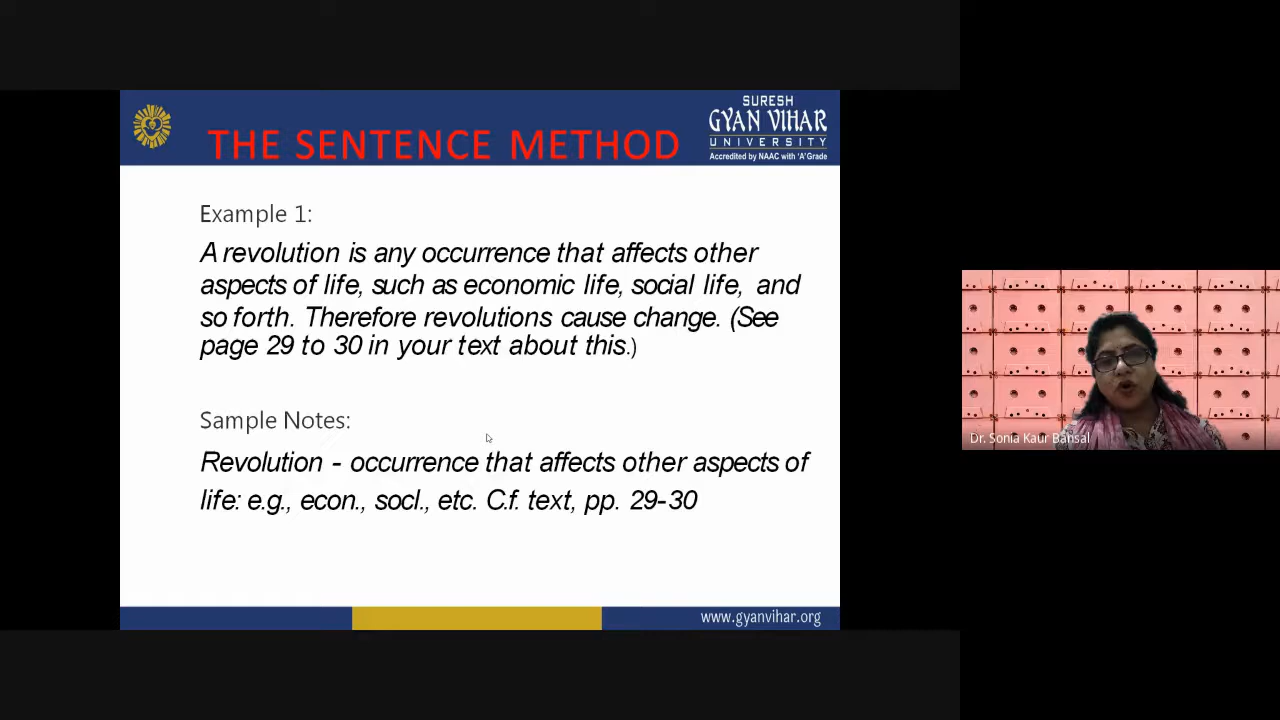 THE SENTENCE METHOD
SURESH
GYAN VIHAR
UNIVERSITY
Accredited by NAAC with 'A' Grade
Example 1:
A revolution is any occurrence that affects other
aspects of life, such as economic life, social life, and
so forth. Therefore revolutions cause change. (See
page 29 to 30 in your text about this.)
Sample Notes:
Revolution - occurrence that affects other aspects of
life: e.g., econ., socl., etc. C.f. text, pp. 29-30
www.gyanvihar.org
Dr. Sonia Kaur Bansal